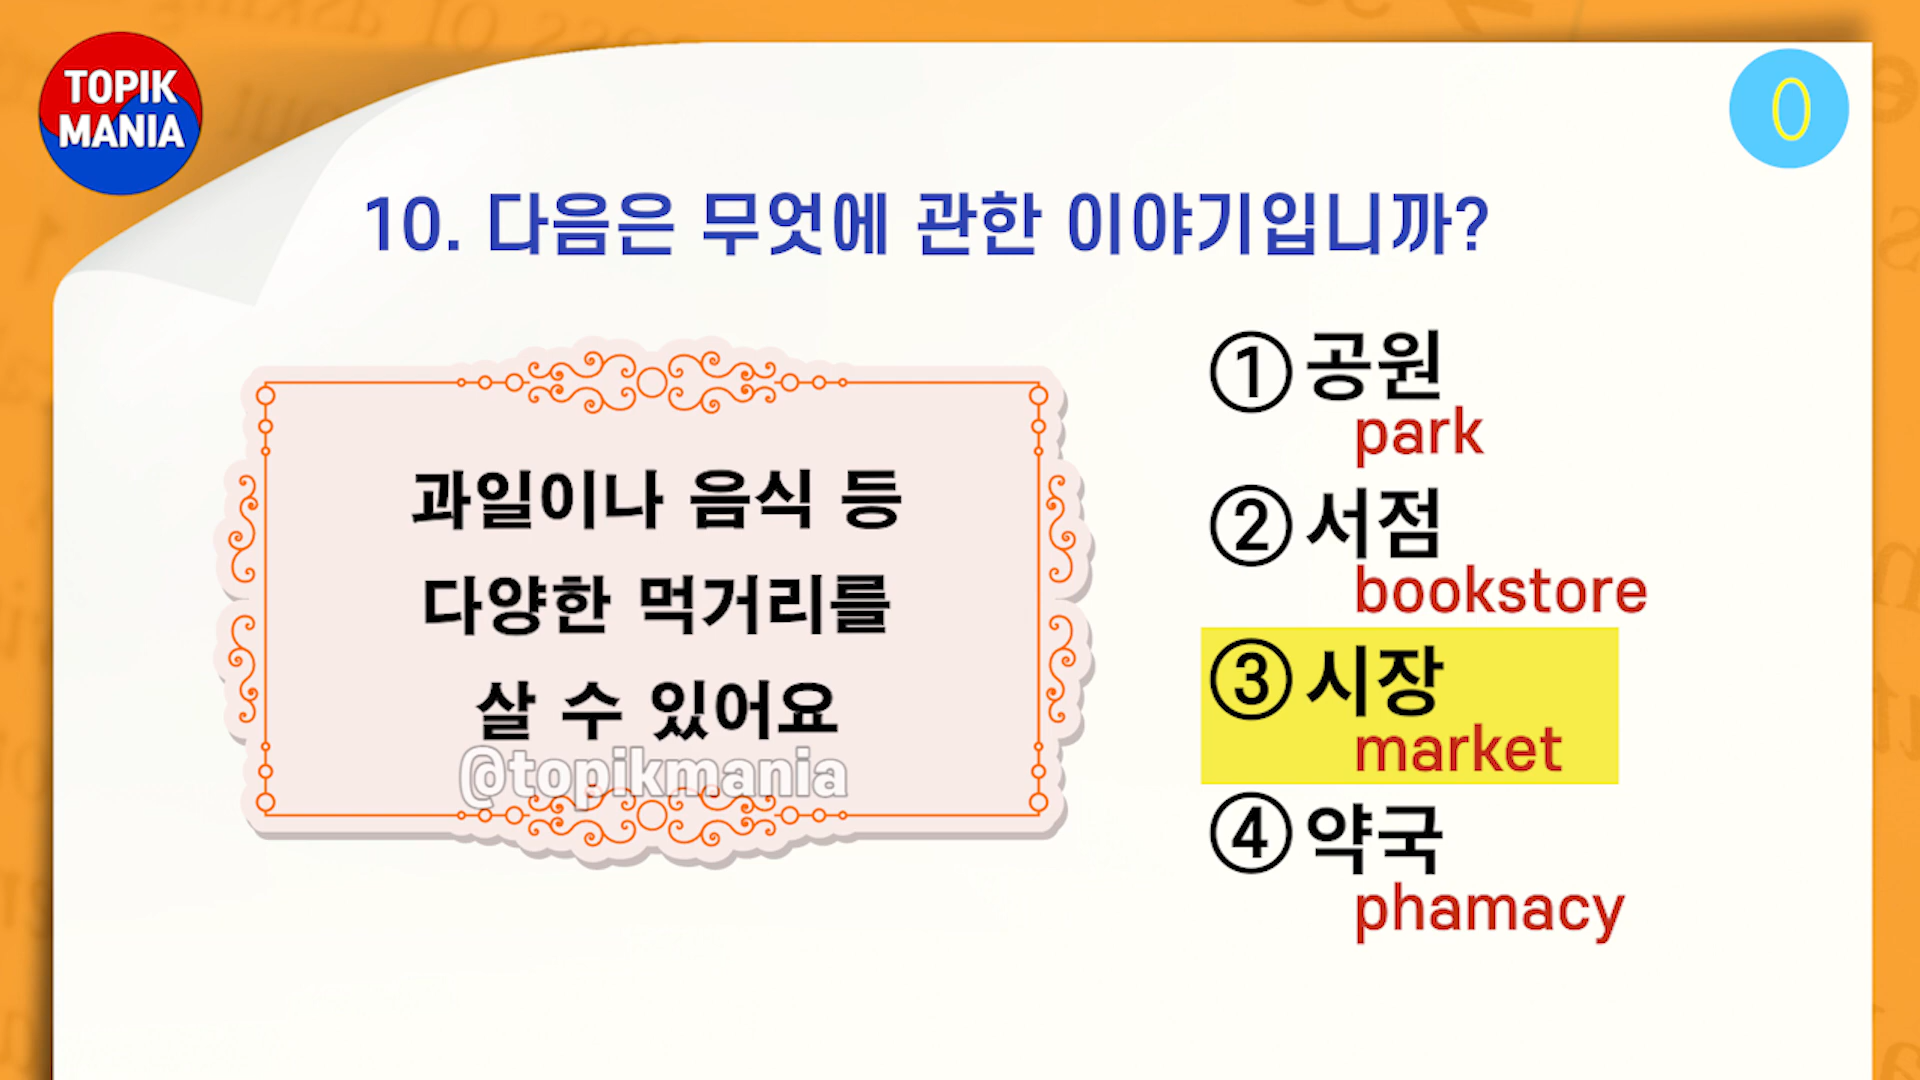 TOPIK
MANIA
0
10. 다음은 무엇에 관한 이야기입니까?
과일이나 음식 등
다양한 먹거리를
살 수 있어요
@topikmania
① 공원
park
② 서점
bookstore
③ 시장
market
④ 약국
phamacy